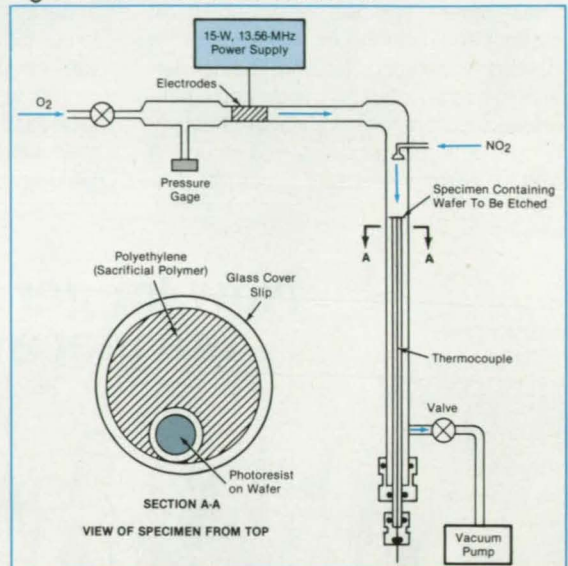 15-W, 13.56-MHz
Power Supply
Electrodes
O2
NO2
Pressure
Gage
Specimen Containing
Wafer To Be Etched
A
A
Polyethylene
(Sacrificial Polymer)
Glass Cover
Slip
Thermocouple
Valve
Photoresist
on Wafer
SECTION A-A
VIEW OF SPECIMEN FROM TOP
Vacuum
Pump